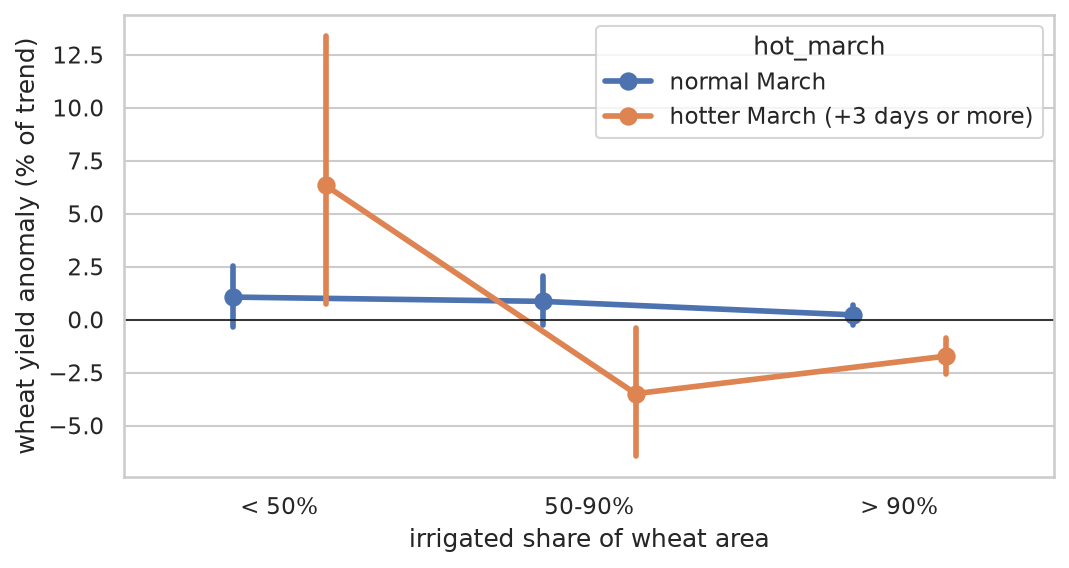 hot_march
normal March
hotter March (+3 days or more)
wheat yield anomaly (% of trend)
12.5
10.0
7.5
5.0
2.5
0.0
−2.5
−5.0
< 50%
50-90%
> 90%
irrigated share of wheat area